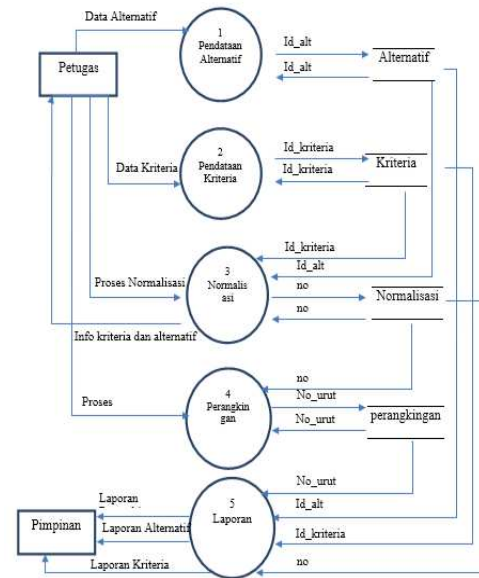 Data Alternatif
1
Pendataan
Alternatif
Id_alt
Id_alt
Alternatif
Petugas
Data Kriteria
2
Pendataan
Kriteria
Id_kriteria
Id_kriteria
Kriteria
Id_kriteria
Id_alt
Proses Normalisasi
3
Normalis
asi
no
no
Normalisasi
Info kriteria dan alternatif
no
Proses
4
Perangkin
gan
No_urut
No_urut
perangkingan
No_urut
Id_alt
Id_kriteria
no
5
Laporan
Laporan
Laporan Alternatif
Laporan Kriteria
Pimpinan